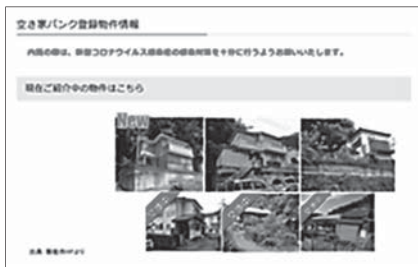 空き家バンク登録物件情報
内覧の際は、新型コロナウイルス感染症の感染対策を十分に行うようお願いいたします。
現在ご紹介中の物件はこちら
New